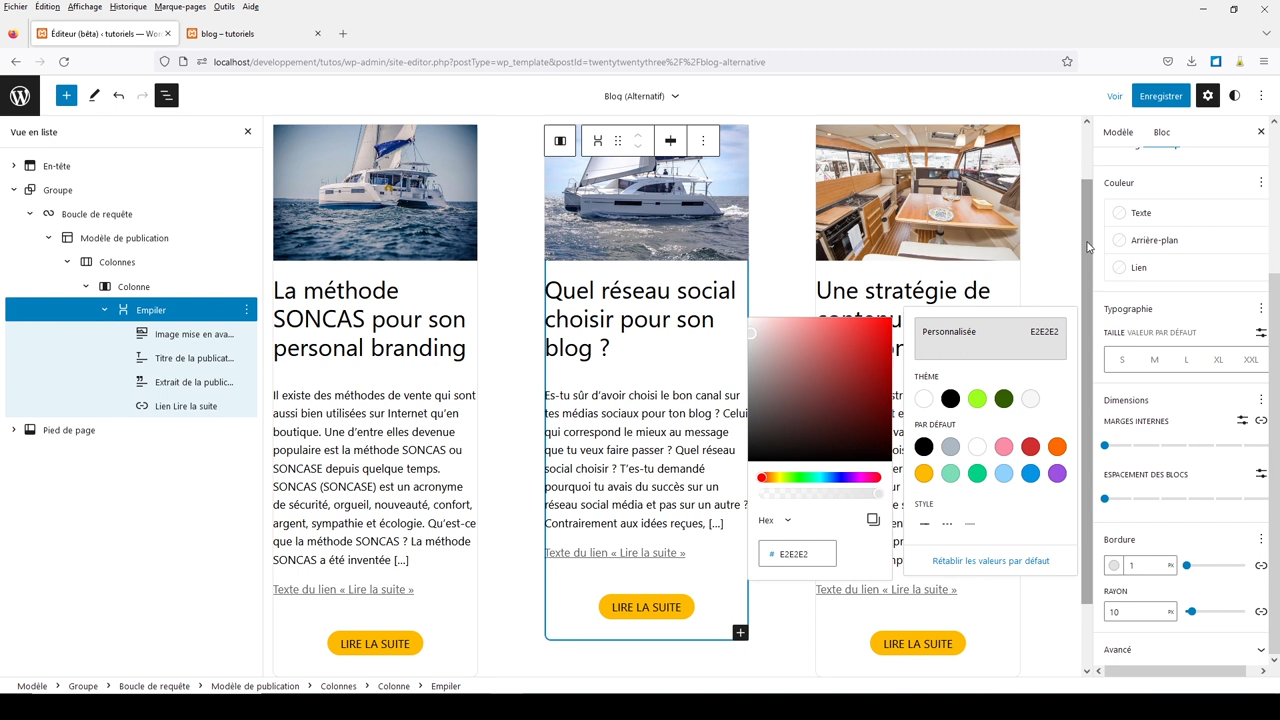 Fichier Édition Affichage Historique Marque-pages Outils Aide
Éditeur (bêta) ‹ tutoriels — Wor
blog – tutoriels
localhost/developpement/tutos/wp-admin/site-editor.php?postType=wp_template&postId=twentytwentythree%2F%2Fblog-alternative
Blog (Alternatif)
Voir
Enregistrer
Vue en liste
En-tête
Groupe
Boucle de requête
Modèle de publication
Colonnes
Colonne
Empiler
Image mise en ava...
Titre de la publicat...
Extrait de la public...
Lien Lire la suite
Pied de page
La méthode
SONCAS pour son
personal branding
Il existe des méthodes de vente qui sont
aussi bien utilisées sur Internet qu’en
boutique. Une d’entre elles devenue
populaire est la méthode SONCAS ou
SONCASE depuis quelque temps.
SONCAS (SONCASE) est un acronyme
de sécurité, orgueil, nouveauté, confort,
argent, sympathie et écologie. Qu’est-ce
que la méthode SONCAS ? La méthode
SONCAS a été inventée […]
Texte du lien « Lire la suite »
LIRE LA SUITE
Quel réseau social
choisir pour son
blog ?
Es-tu sûr d’avoir choisi le bon canal sur
tes médias sociaux pour ton blog ? Celui
qui correspond le mieux au message
que tu veux faire passer ? Quel réseau
social choisir ? T’es-tu demandé
pourquoi tu avais du succès sur un
réseau social média et pas sur un autre ?
Contrairement aux idées reçues, […]
Texte du lien « Lire la suite »
LIRE LA SUITE
Une stratégie de
Texte du lien « Lire la suite »
LIRE LA SUITE
Hex
# E2E2E2
Personnalisée E2E2E2
THÈME
PAR DÉFAUT
STYLE
Rétablir les valeurs par défaut
Modèle Bloc
Couleur
Texte
Arrière-plan
Lien
Typographie
TAILLE VALEUR PAR DÉFAUT
S M L XL XXL
Dimensions
MARGES INTERNES
ESPACEMENT DES BLOCS
Bordure
1 PX
RAYON
10 PX
Avancé
Modèle > Groupe > Boucle de requête > Modèle de publication > Colonnes > Colonne > Empiler